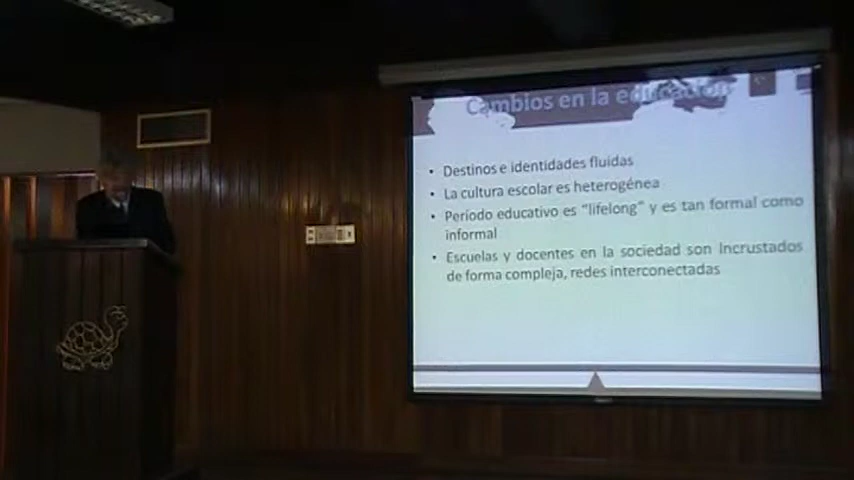 Cambios en la educación
• Destinos e identidades fluidas
• La cultura escolar es heterogénea
• Período educativo es "lifelong" y es tan formal como
informal
• Escuelas y docentes en la sociedad son Incrustados
de forma compleja, redes interconectadas